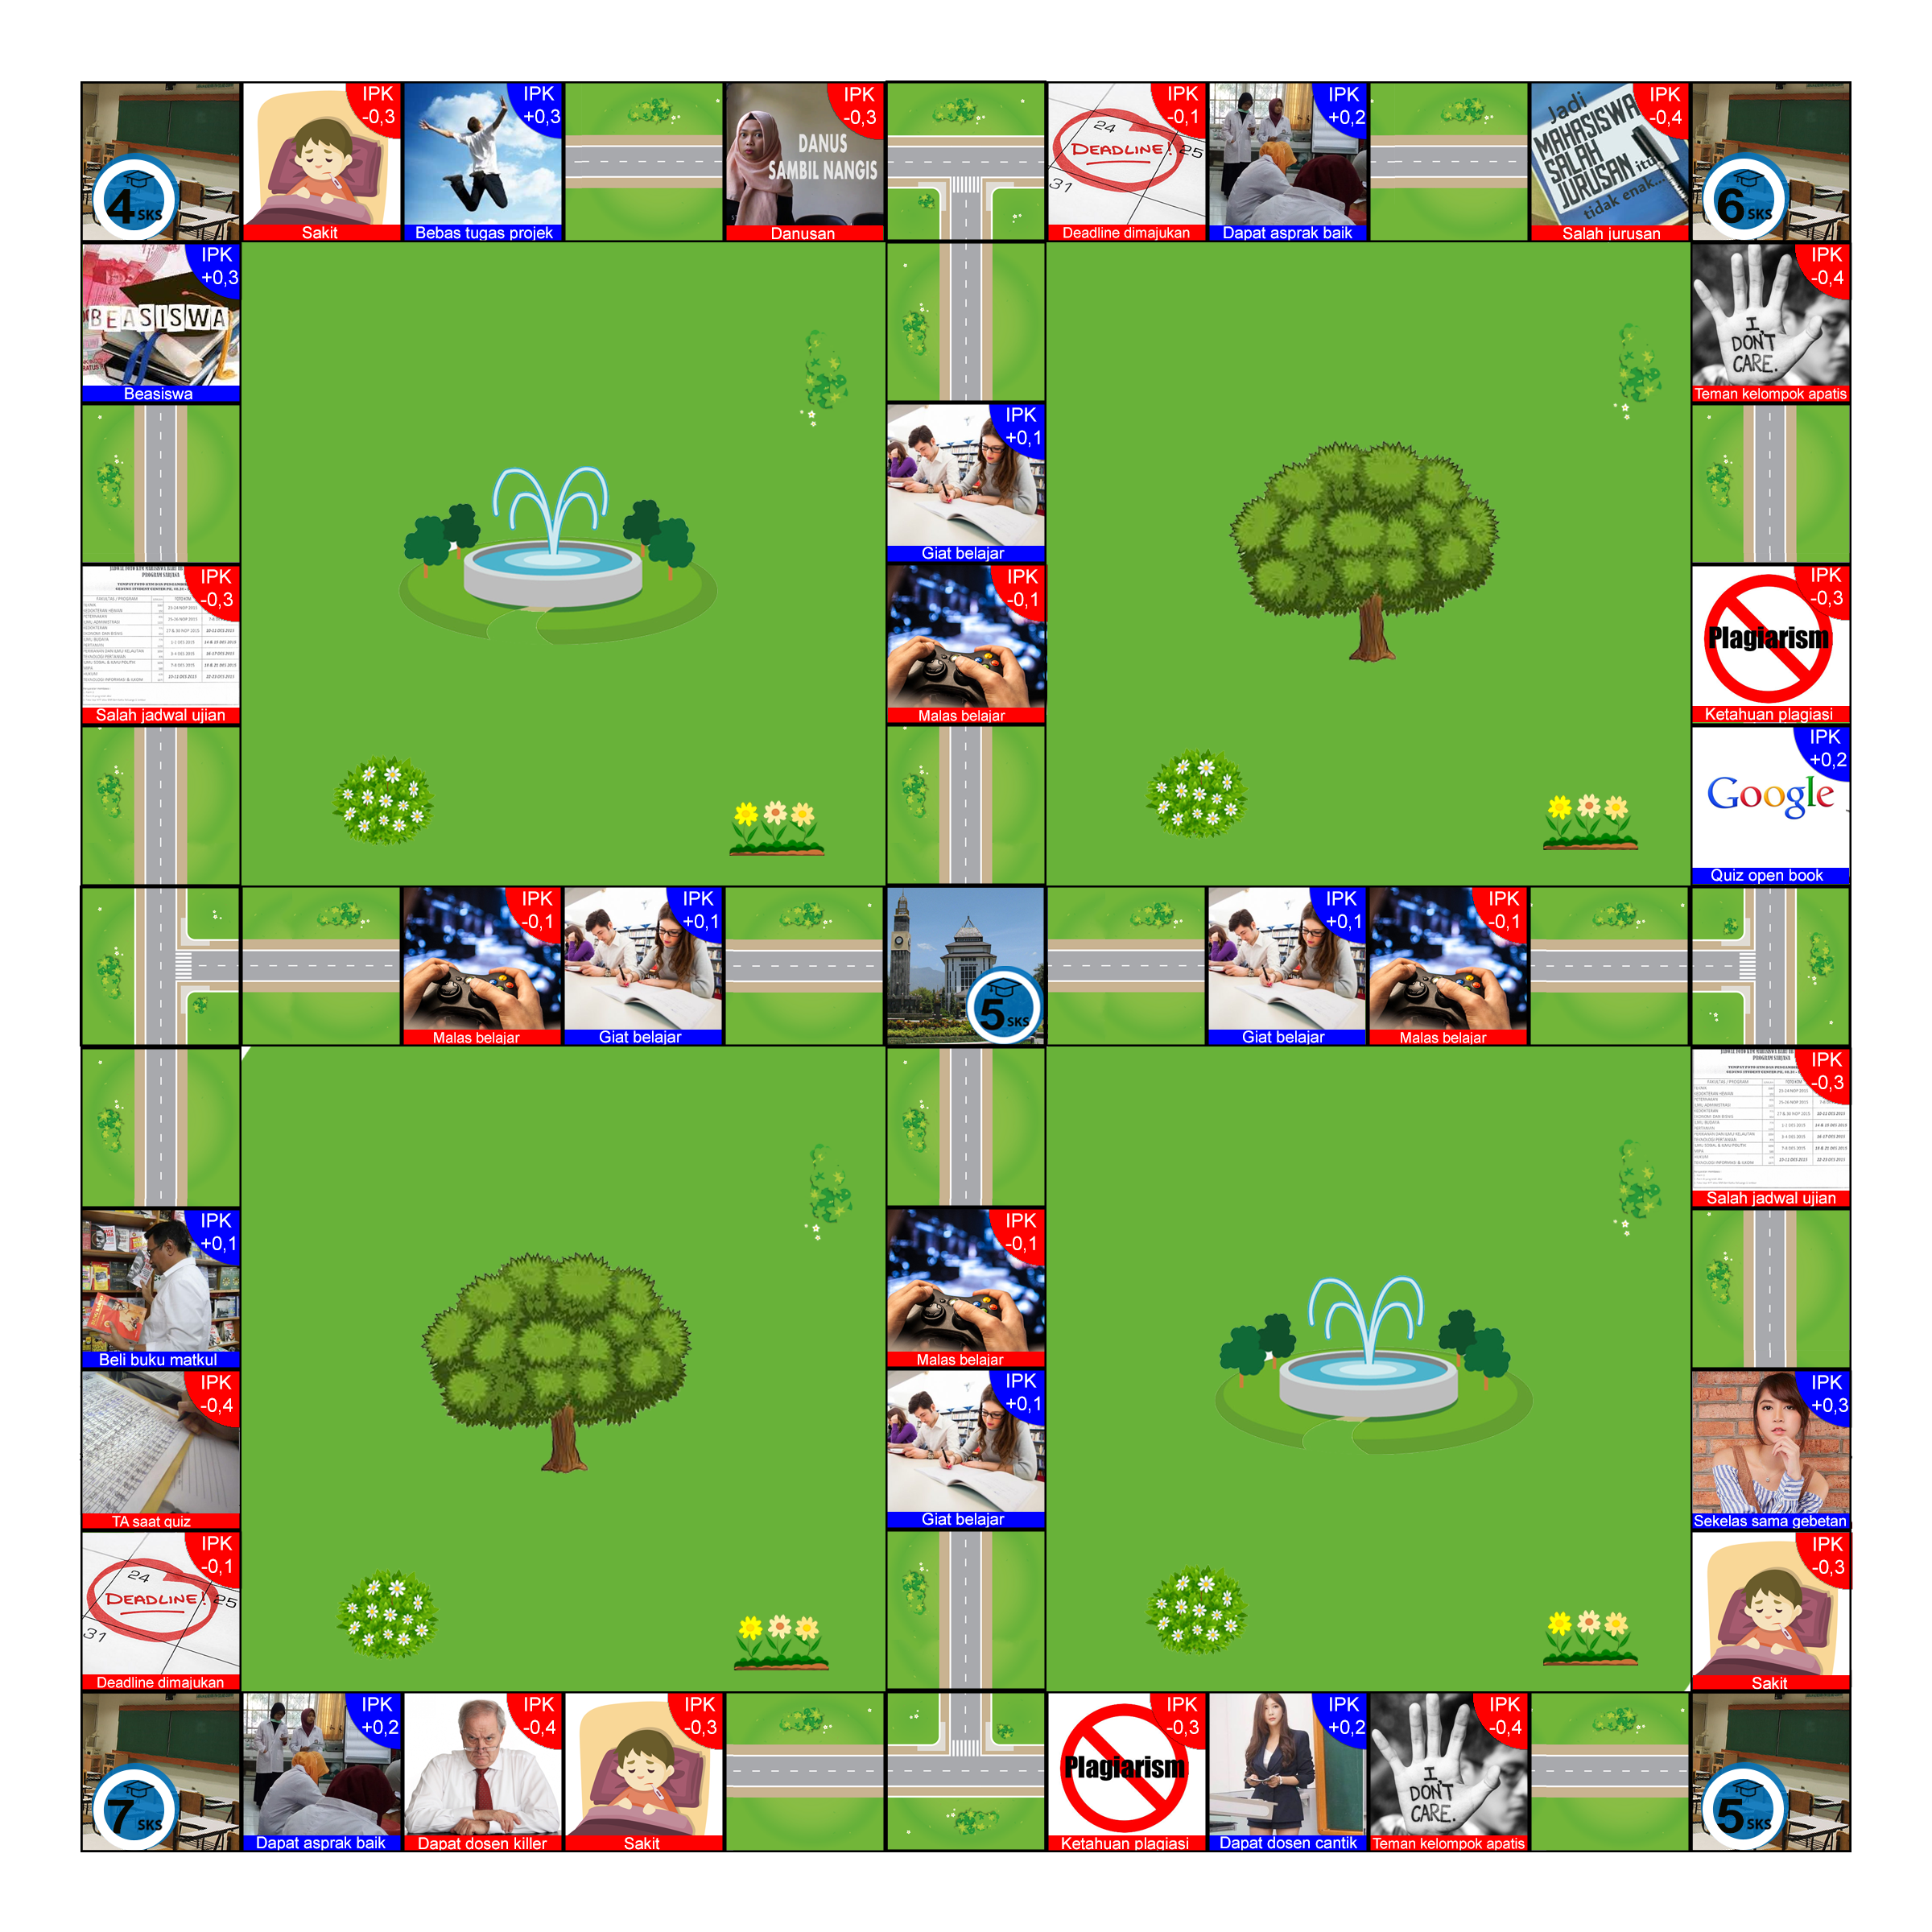 4 SKS
IPK
-0,3
Sakit
IPK
+0,3
Bebas tugas projek
DANUS
SAMBIL NANGIS
IPK
-0,3
Danusan
24
DEADLINE!
25
31
IPK
-0,1
Deadline dimajukan
IPK
+0,2
Dapat asprak baik
Jadi
MAHASISWA
SALAH
JURUSAN itu
tidak enak...
IPK
-0,4
Salah jurusan
6 SKS
IPK
+0,3
BEASISWA
Beasiswa
IPK
-0,4
I
DON'T
CARE.
Teman kelompok apatis
IPK
+0,1
Giat belajar
IPK
-0,3
Salah jadwal ujian
IPK
-0,1
Malas belajar
IPK
-0,3
Plagiarism
Ketahuan plagiasi
IPK
+0,2
Google
Quiz open book
IPK
-0,1
Malas belajar
IPK
+0,1
Giat belajar
5 SKS
IPK
+0,1
Giat belajar
IPK
-0,1
Malas belajar
IPK
-0,3
Salah jadwal ujian
IPK
+0,1
Beli buku matkul
IPK
-0,1
Malas belajar
IPK
-0,4
TA saat quiz
IPK
+0,1
Giat belajar
IPK
+0,3
Sekelas sama gebetan
IPK
-0,1
24
DEADLINE!
25
31
Deadline dimajukan
IPK
-0,3
Sakit
7 SKS
IPK
+0,2
Dapat asprak baik
IPK
-0,4
Dapat dosen killer
IPK
-0,3
Sakit
IPK
-0,3
Plagiarism
Ketahuan plagiasi
IPK
+0,2
Dapat dosen cantik
IPK
-0,4
I
DON'T
CARE.
Teman kelompok apatis
5 SKS